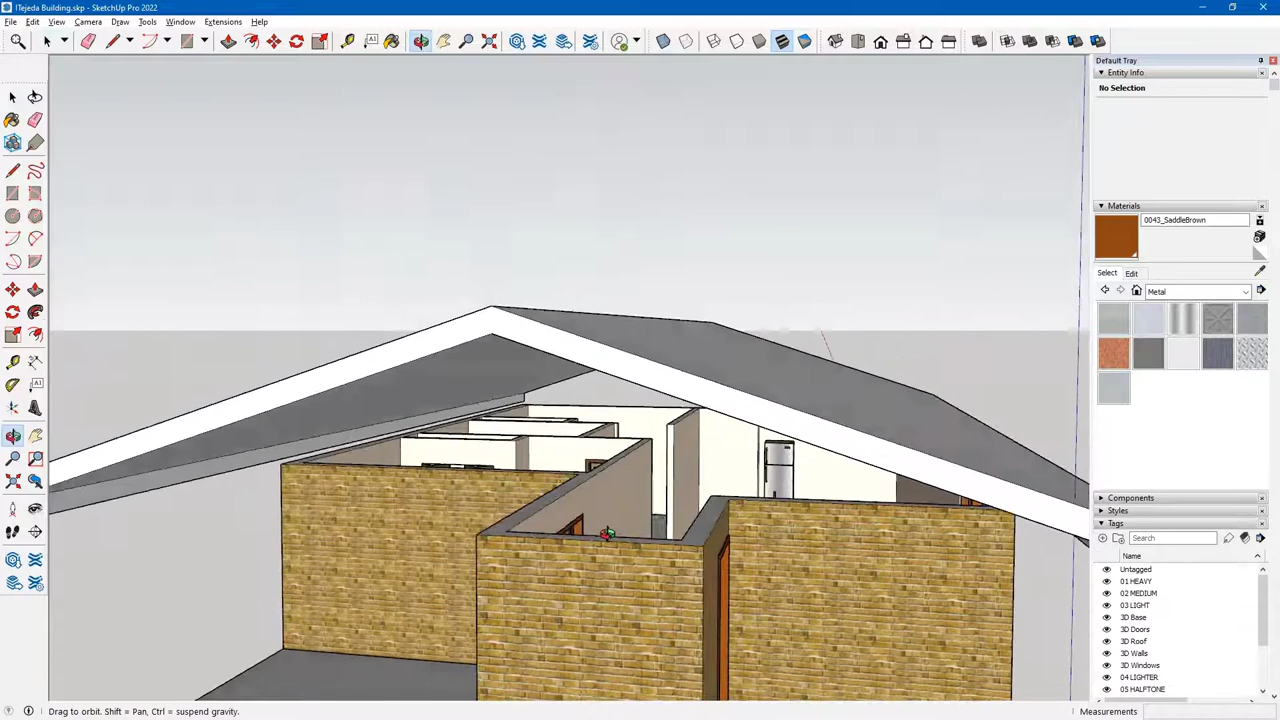 ITejeda Building.skp - SketchUp Pro 2022
File Edit View Camera Draw Tools Window Extensions Help
Default Tray
Entity Info
No Selection
Materials
0043_SaddleBrown
Select Edit
Metal
Components
Styles
Tags
Search
Name
Untagged
01 HEAVY
02 MEDIUM
03 LIGHT
3D Base
3D Doors
3D Roof
3D Walls
3D Windows
04 LIGHTER
05 HALFTONE
Drag to orbit. Shift = Pan, Ctrl = suspend gravity.
Measurements